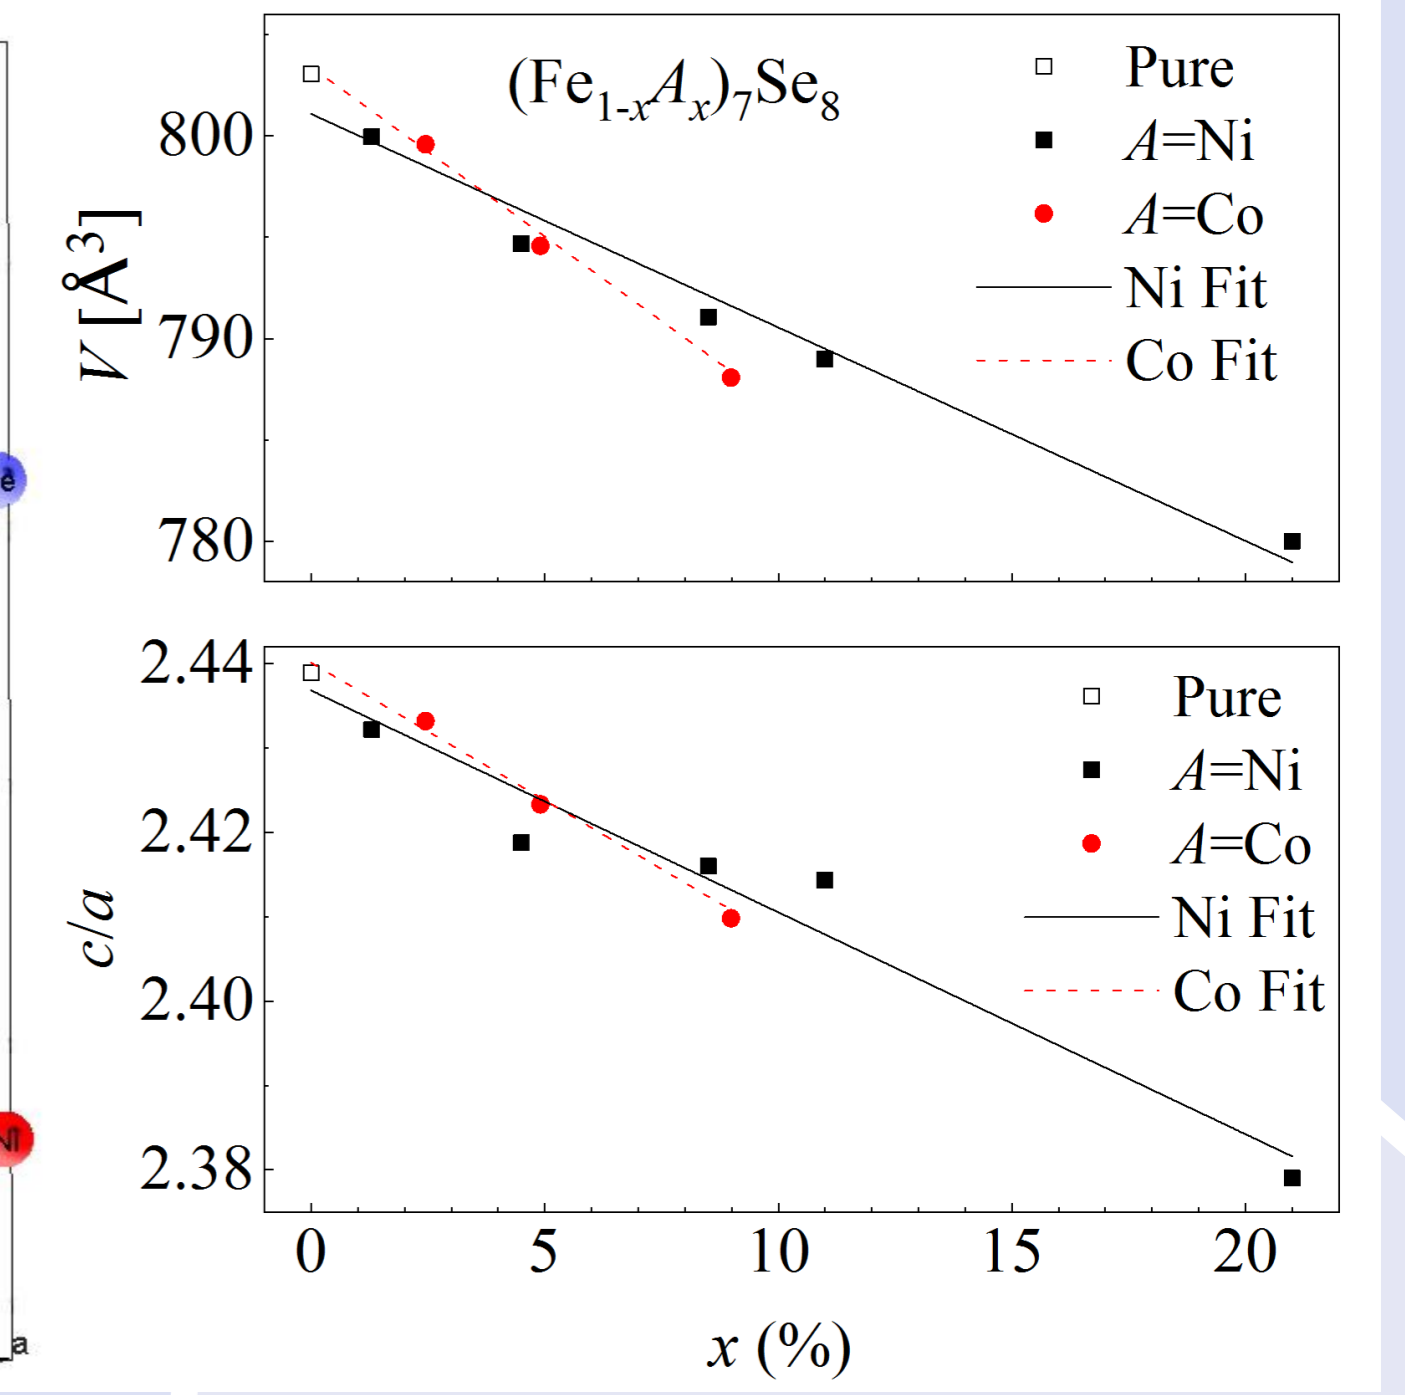 (Fe₁₋ₓAₓ)₇Se₈
Pure
A=Ni
A=Co
Ni Fit
Co Fit
V [Å³]
800
790
780
Pure
A=Ni
A=Co
Ni Fit
Co Fit
c/a
2.44
2.42
2.40
2.38
0 5 10 15 20
x (%)
a